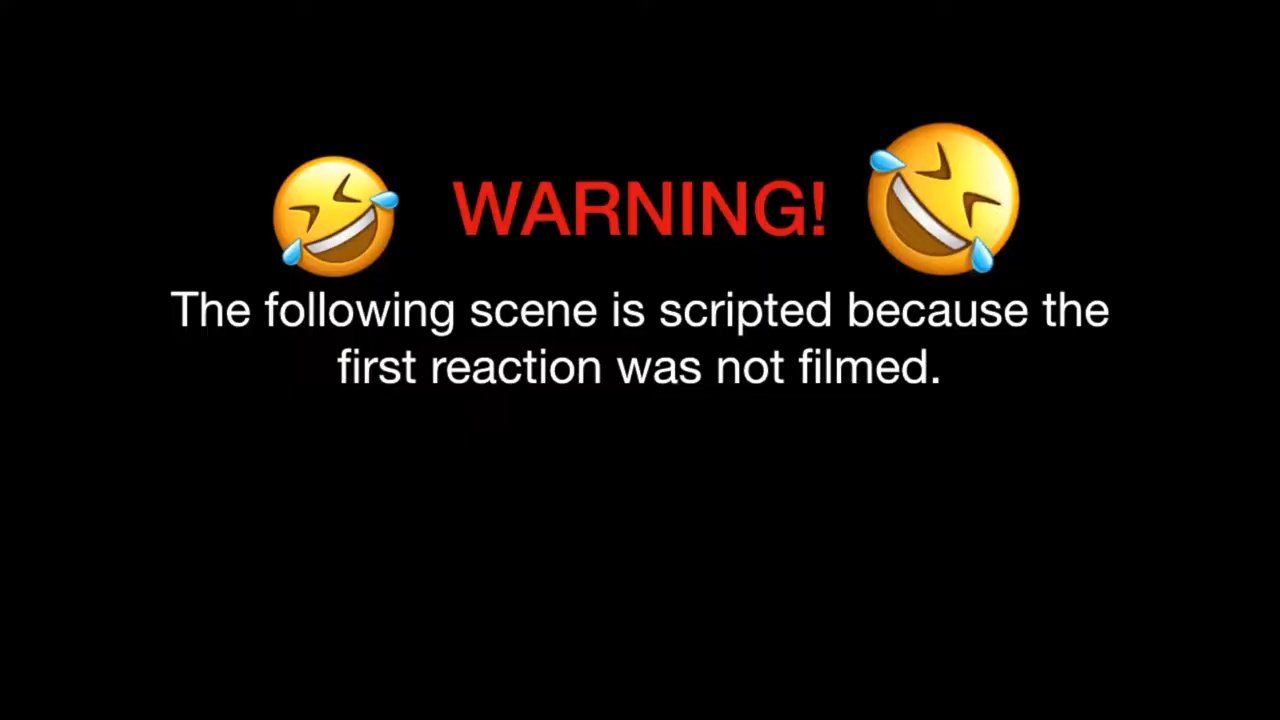 WARNING!
The following scene is scripted because the
first reaction was not filmed.